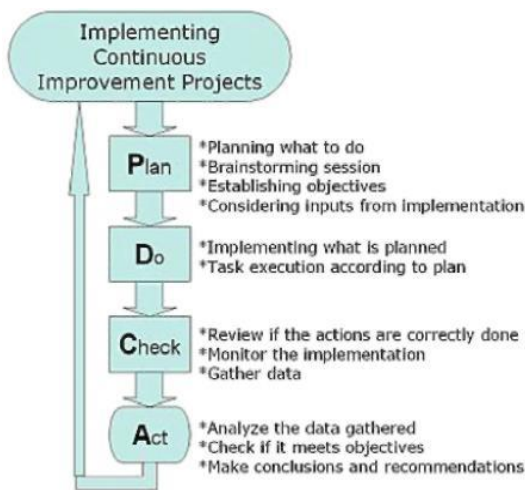 Implementing
Continuous
Improvement Projects
Plan
*Planning what to do
*Brainstorming session
*Establishing objectives
*Considering inputs from implementation
Do
*Implementing what is planned
*Task execution according to plan
Check
*Review if the actions are correctly done
*Monitor the implementation
*Gather data
Act
*Analyze the data gathered
*Check if it meets objectives
*Make conclusions and recommendations